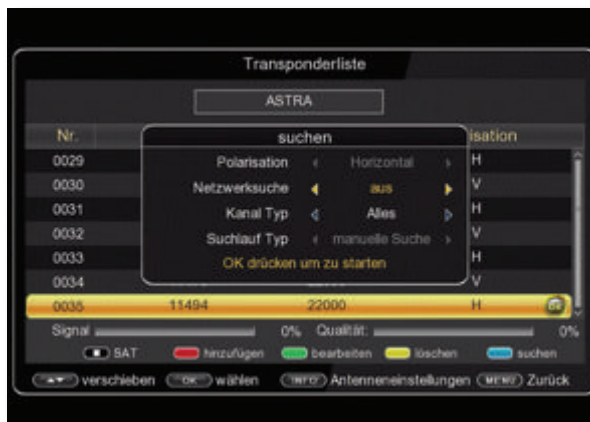 Transponderliste
ASTRA
Nr. isation
suchen
0029 H
Polarisation Horizontal
0030 V
Netzwerksuche aus
0031 H
Kanal Typ Alles
0032 V
Suchlauf Typ manuelle Suche
0033 H
OK drücken um zu starten
0034 V
0035 11494 22000 H
Signal 0% Qualität: 0%
SAT hinzufügen bearbeiten löschen suchen
verschieben OK wählen INFO Antenneneinstellungen MENU Zurück